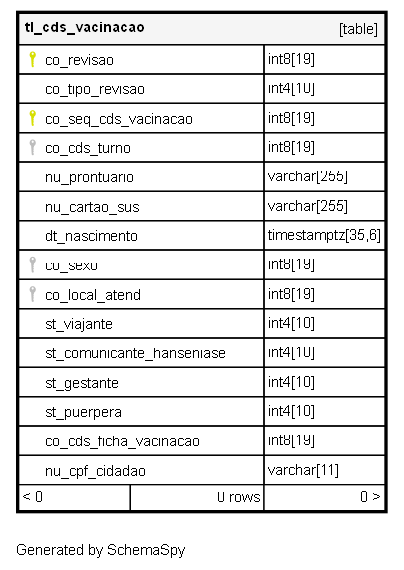 tl_cds_vacinacao [table]
co_revisao int8[19]
co_tipo_revisao int4[10]
co_seq_cds_vacinacao int8[19]
co_cds_turno int8[19]
nu_prontuario varchar[255]
nu_cartao_sus varchar[255]
dt_nascimento timestamptz[35,6]
co_sexo int8[19]
co_local_atend int8[19]
st_viajante int4[10]
st_comunicante_hanseniase int4[10]
st_gestante int4[10]
st_puerpera int4[10]
co_cds_ficha_vacinacao int8[19]
nu_cpf_cidadao varchar[11]
< 0 0 rows 0 >
Generated by SchemaSpy